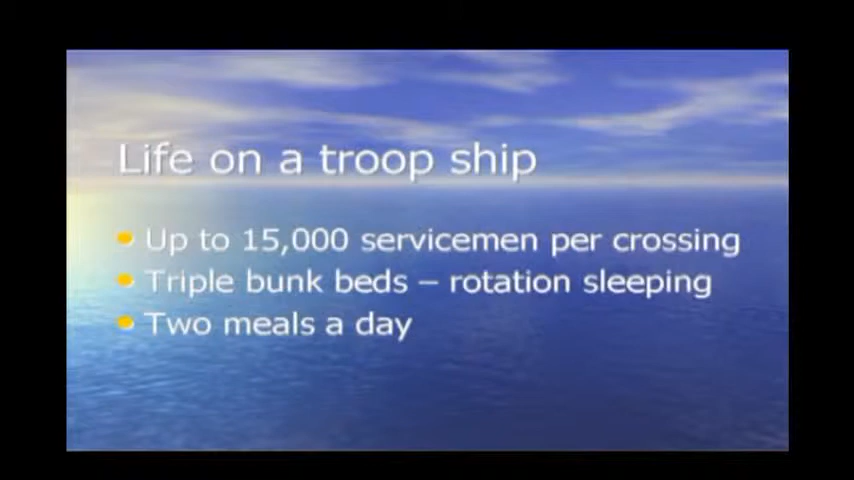 Life on a troop ship
Up to 15,000 servicemen per crossing
Triple bunk beds – rotation sleeping
Two meals a day